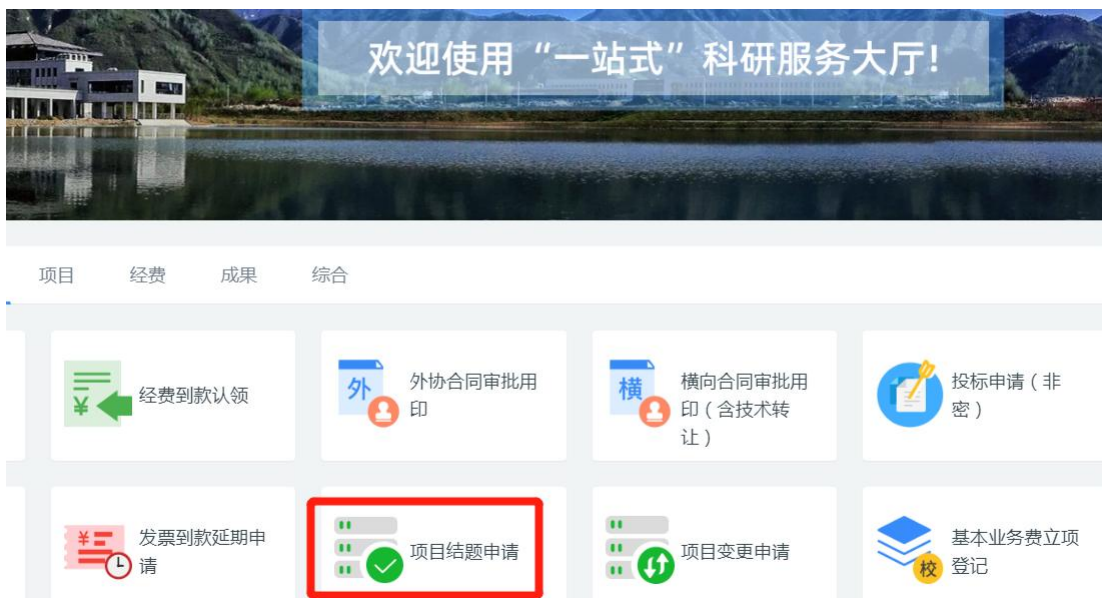 欢迎使用“一站式”科研服务大厅！
项目 经费 成果 综合
¥
经费到款认领
外
外协合同审批用
印
横
横向合同审批用
印（含技术转
让）
投标申请（非
密）
¥
发票到款延期申
请
项目结题申请
项目变更申请
校
基本业务费立项
登记